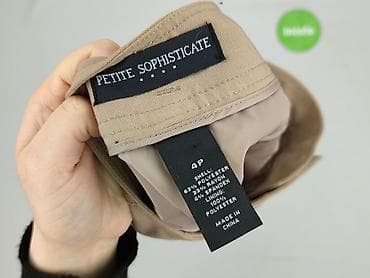 PETITE SOPHISTICATE
4P
SHELL:
63% POLYESTER
33% RAYON
4% SPANDEX
LINING:
100%
POLYESTER
MADE IN
CHINA